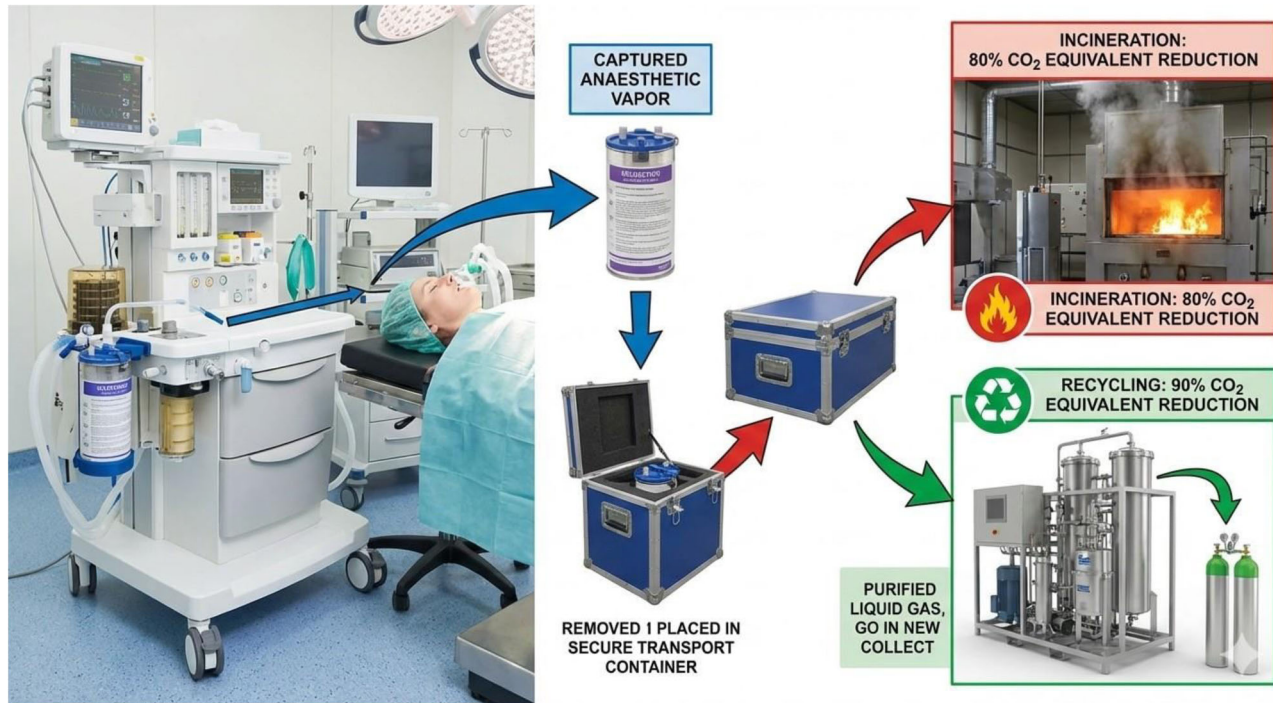 CAPTURED
ANAESTHETIC
VAPOR
REMOVED 1 PLACED IN
SECURE TRANSPORT
CONTAINER
INCINERATION:
80% CO₂ EQUIVALENT REDUCTION
INCINERATION: 80% CO₂
EQUIVALENT REDUCTION
RECYCLING: 90% CO₂
EQUIVALENT REDUCTION
PURIFIED
LIQUID GAS,
GO IN NEW
COLLECT